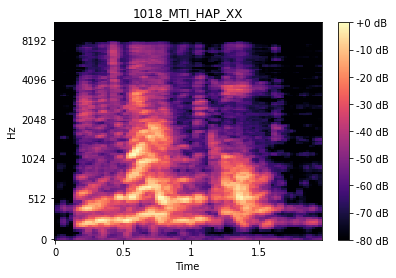 1018_MTI_HAP_XX
8192
4096
2048
1024
512
0
Hz
0
0.5
1
1.5
Time
+0 dB
-10 dB
-20 dB
-30 dB
-40 dB
-50 dB
-60 dB
-70 dB
-80 dB